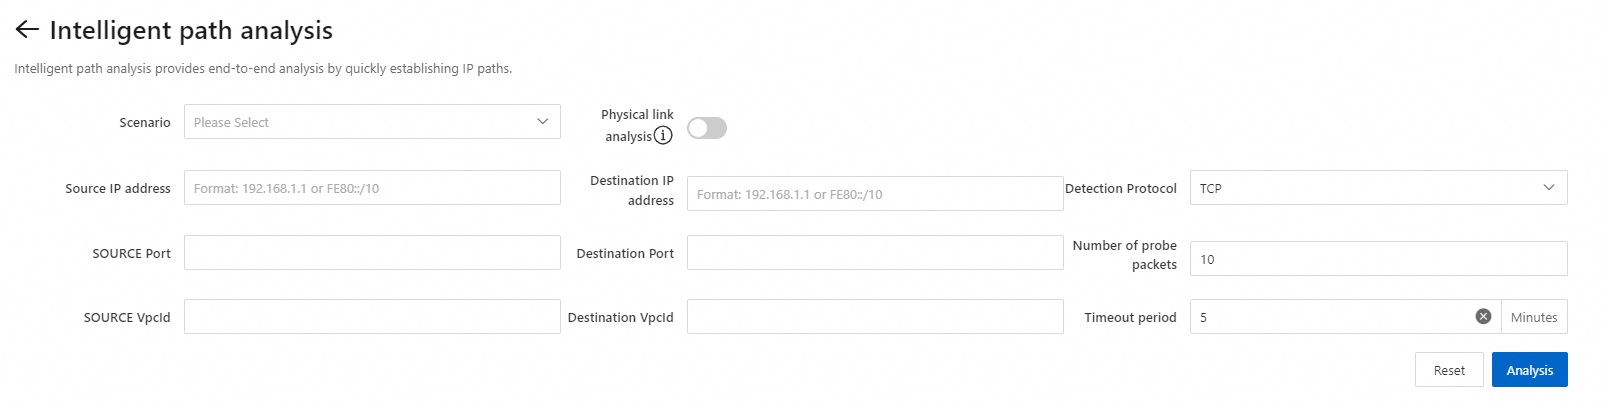 Intelligent path analysis
Intelligent path analysis provides end-to-end analysis by quickly establishing IP paths.
Scenario
Please Select
Physical link
analysis
Source IP address
Format: 192.168.1.1 or FE80::/10
Destination IP
address
Format: 192.168.1.1 or FE80::/10
Detection Protocol
TCP
SOURCE Port
Destination Port
Number of probe
packets
10
SOURCE VpcId
Destination VpcId
Timeout period
5
Minutes
Reset
Analysis